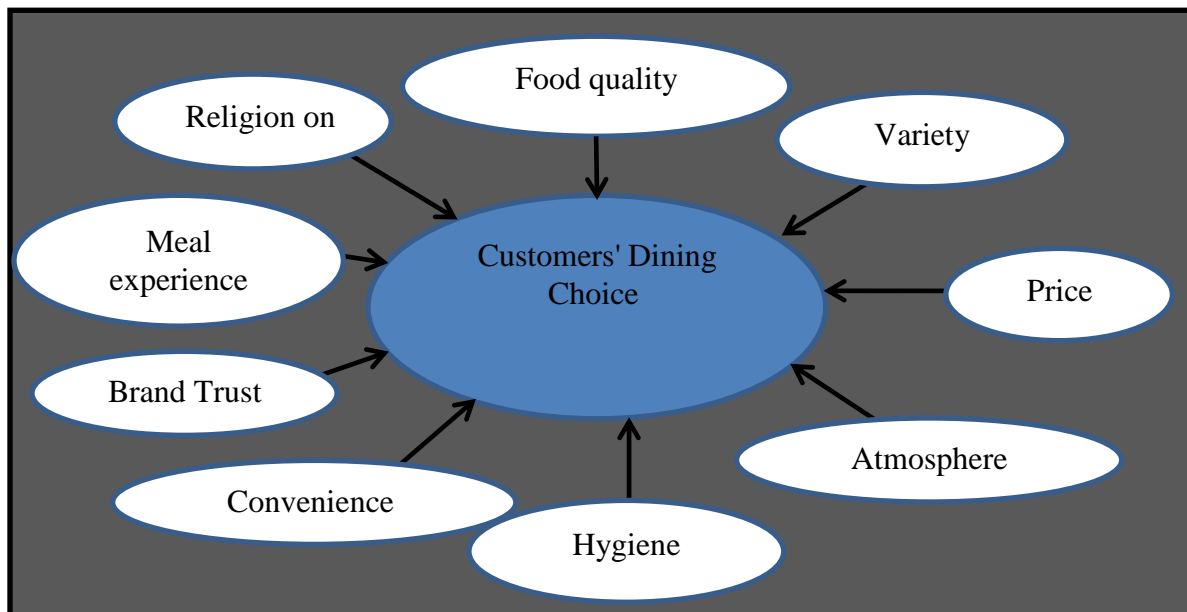 Food quality
Religion on
Variety
Meal
experience
Customers' Dining
Choice
Price
Brand Trust
Atmosphere
Convenience
Hygiene